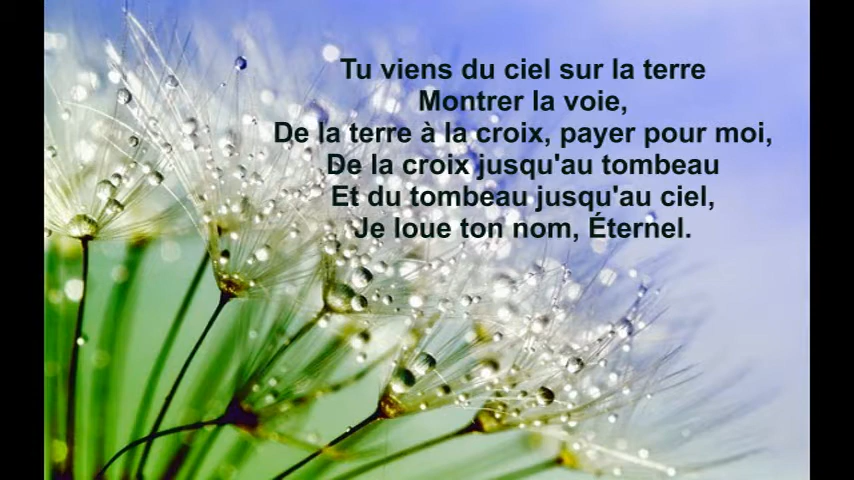 Tu viens du ciel sur la terre
Montrer la voie,
De la terre à la croix, payer pour moi,
De la croix jusqu'au tombeau
Et du tombeau jusqu'au ciel,
Je loue ton nom, Éternel.